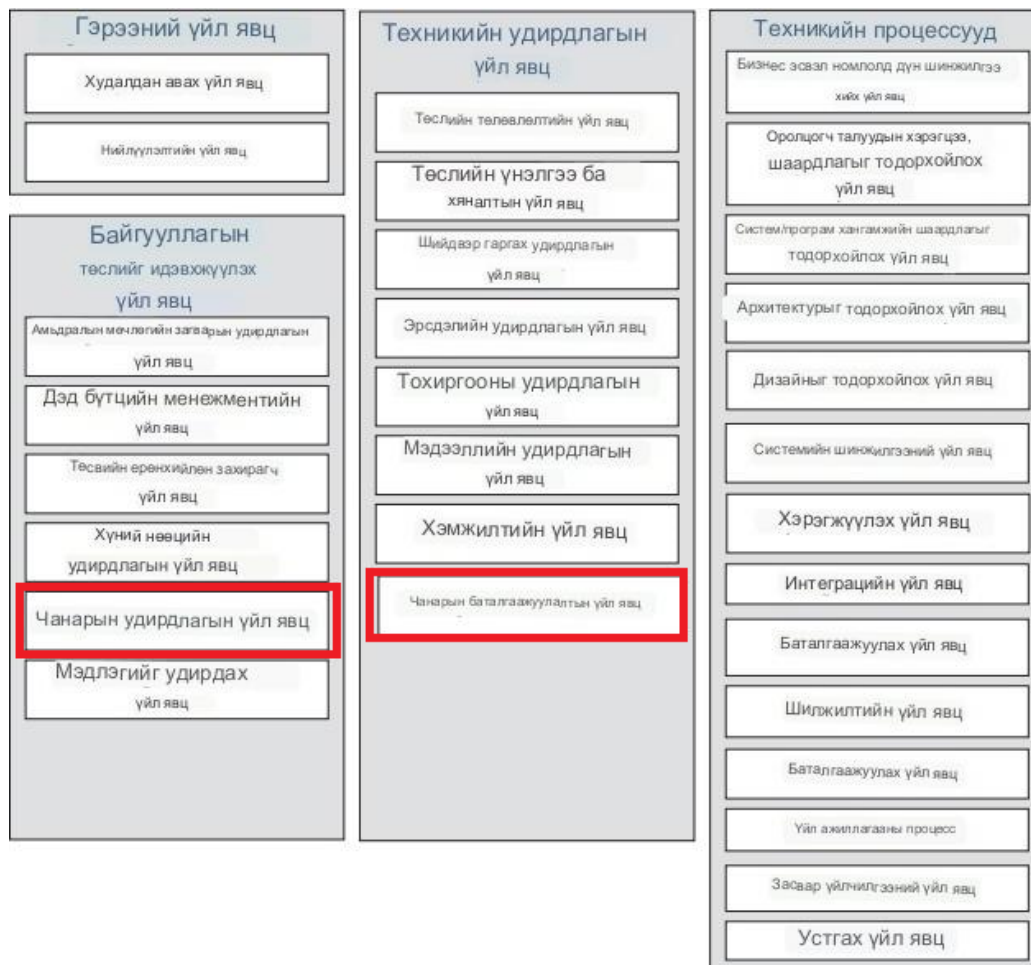 Гэрээний үйл явц
Худалдан авах үйл явц
Нийлүүлэлтийн үйл явц
Байгууллагын
төслийг идэвхжүүлэх
үйл явц
Амьдралын мөчлөгийн загварын удирдлагын
үйл явц
Дэд бүтцийн менежментийн
үйл явц
Төсвийн ерөнхийлөн захирагч
үйл явц
Хүний нөөцийн
удирдлагын үйл явц
Чанарын удирдлагын үйл явц
Мэдлэгийг удирдах
үйл явц
Техникийн удирдлагын
үйл явц
Төслийн төлөвлөлтийн үйл явц
Төслийн үнэлгээ ба
хяналтын үйл явц
Шийдвэр гаргах удирдлагын
үйл явц
Эрсдэлийн удирдлагын үйл явц
Тохиргооны удирдлагын
үйл явц
Мэдээллийн удирдлагын
үйл явц
Хэмжилтийн үйл явц
Чанарын баталгаажуулалтын үйл явц
Техникийн процессууд
Бизнес эсвэл номлолд дүн шинжилгээ
хийх үйл явц
Оролцогч талуудын хэрэгцээ,
шаардлагыг тодорхойлох
үйл явц
Систем/програм хангамжийн шаардлагыг
тодорхойлох үйл явц
Архитектурыг тодорхойлох үйл явц
Дизайныг тодорхойлох үйл явц
Системийн шинжилгээний үйл явц
Хэрэгжүүлэх үйл явц
Интеграцийн үйл явц
Баталгаажуулах үйл явц
Шилжилтийн үйл явц
Баталгаажуулах үйл явц
Үйл ажиллагааны процесс
Засвар үйлчилгээний үйл явц
Устгах үйл явц